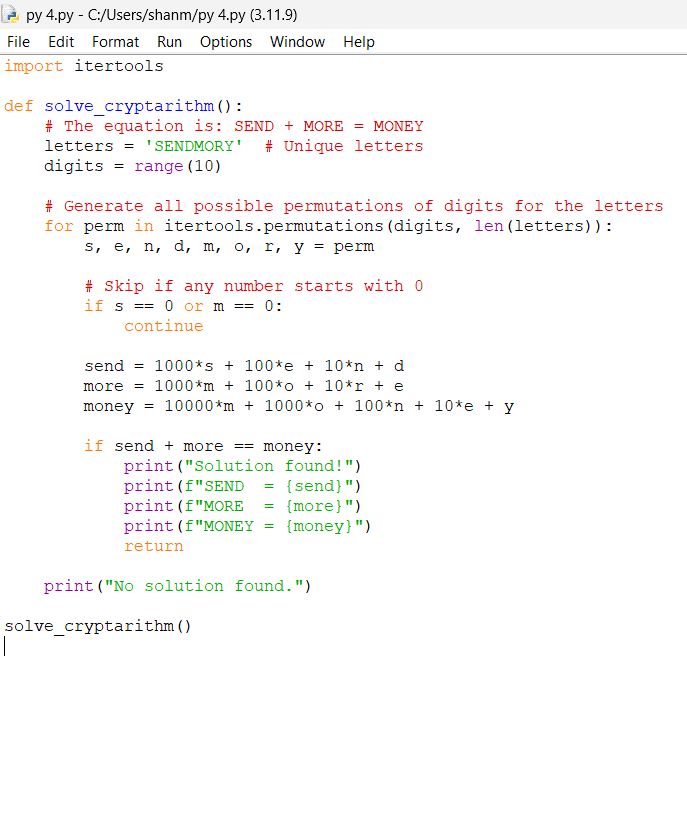 py 4.py - C:/Users/shanm/py 4.py (3.11.9)
File Edit Format Run Options Window Help
import itertools

def solve_cryptarithm():
    # The equation is: SEND + MORE = MONEY
    letters = 'SENDMORY'  # Unique letters
    digits = range(10)

    # Generate all possible permutations of digits for the letters
    for perm in itertools.permutations(digits, len(letters)):
        s, e, n, d, m, o, r, y = perm

        # Skip if any number starts with 0
        if s == 0 or m == 0:
            continue

        send = 1000*s + 100*e + 10*n + d
        more = 1000*m + 100*o + 10*r + e
        money = 10000*m + 1000*o + 100*n + 10*e + y

        if send + more == money:
            print("Solution found!")
            print(f"SEND  = {send}")
            print(f"MORE  = {more}")
            print(f"MONEY = {money}")
            return

    print("No solution found.")

solve_cryptarithm()